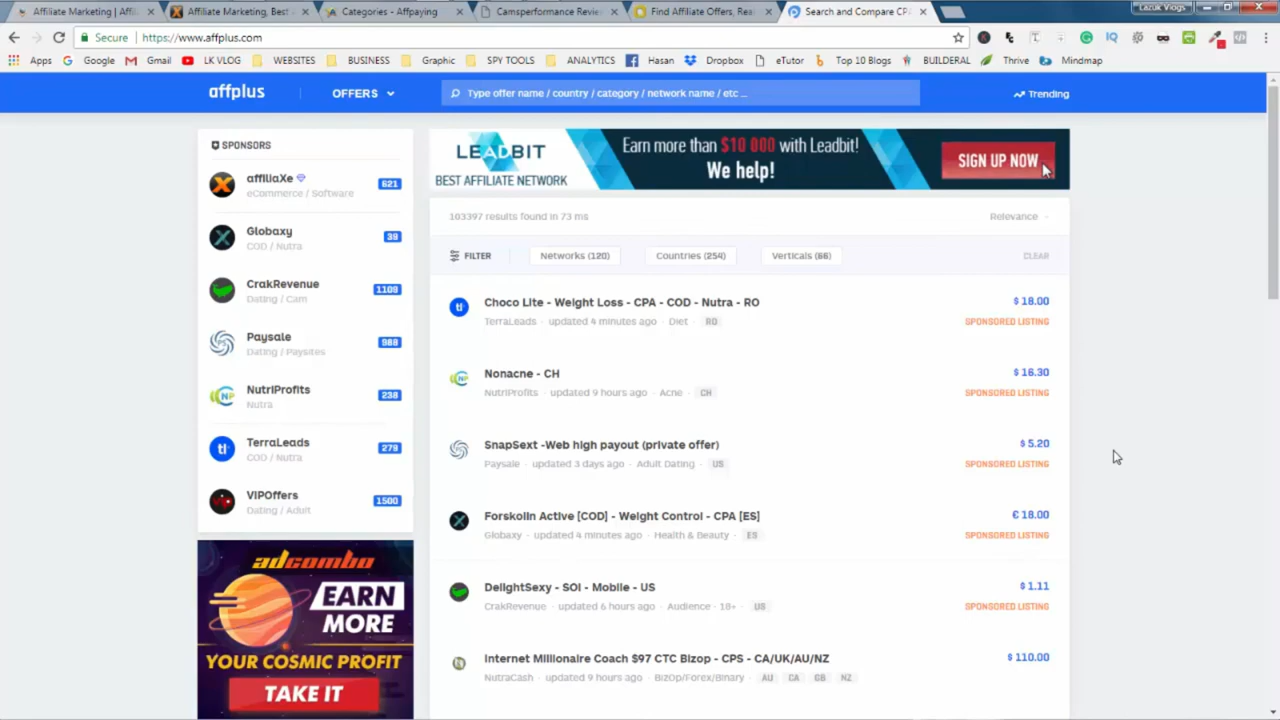 Affiliate Marketing | Affili
Affiliate Marketing, Best A
Categories - Affpaying
Camsperformance Review
Find Affiliate Offers, Rea
Search and Compare CPA
Lazuk Vlogs
Secure
https://www.affplus.com
Apps
Google
Gmail
LK VLOG
WEBSITES
BUSINESS
Graphic
SPY TOOLS
ANALYTICS
Hasan
Dropbox
eTutor
Top 10 Blogs
BUILDERAL
Thrive
Mindmap
affplus
OFFERS
Type offer name / country / category / network name / etc ...
Trending
SPONSORS
affiliaXe
621
eCommerce / Software
Globaxy
39
COD / Nutra
CrakRevenue
1109
Dating / Cam
Paysale
988
Dating / Paysites
NutriProfits
238
Nutra
TerraLeads
279
COD / Nutra
VIPOffers
1500
Dating / Adult
adcombo
EARN
MORE
YOUR COSMIC PROFIT
TAKE IT
LEADBIT
BEST AFFILIATE NETWORK
Earn more than $10 000 with Leadbit!
We help!
SIGN UP NOW
103397 results found in 73 ms
Relevance
FILTER
Networks (120)
Countries (254)
Verticals (66)
CLEAR
Choco Lite - Weight Loss - CPA - COD - Nutra - RO
$ 18.00
TerraLeads · updated 4 minutes ago · Diet · RO
SPONSORED LISTING
Nonacne - CH
$ 16.30
NutriProfits · updated 9 hours ago · Acne · CH
SPONSORED LISTING
SnapSext -Web high payout (private offer)
$ 5.20
Paysale · updated 3 days ago · Adult Dating · US
SPONSORED LISTING
Forskolin Active [COD] - Weight Control - CPA [ES]
€ 18.00
Globaxy · updated 4 minutes ago · Health & Beauty · ES
SPONSORED LISTING
DelightSexy - SOI - Mobile - US
$ 1.11
CrakRevenue · updated 6 hours ago · Audience · 18+ · US
SPONSORED LISTING
Internet Millionaire Coach $97 CTC Bizop - CPS - CA/UK/AU/NZ
$ 110.00
NutraCash · updated 9 hours ago · BizOp/Forex/Binary · AU CA GB NZ